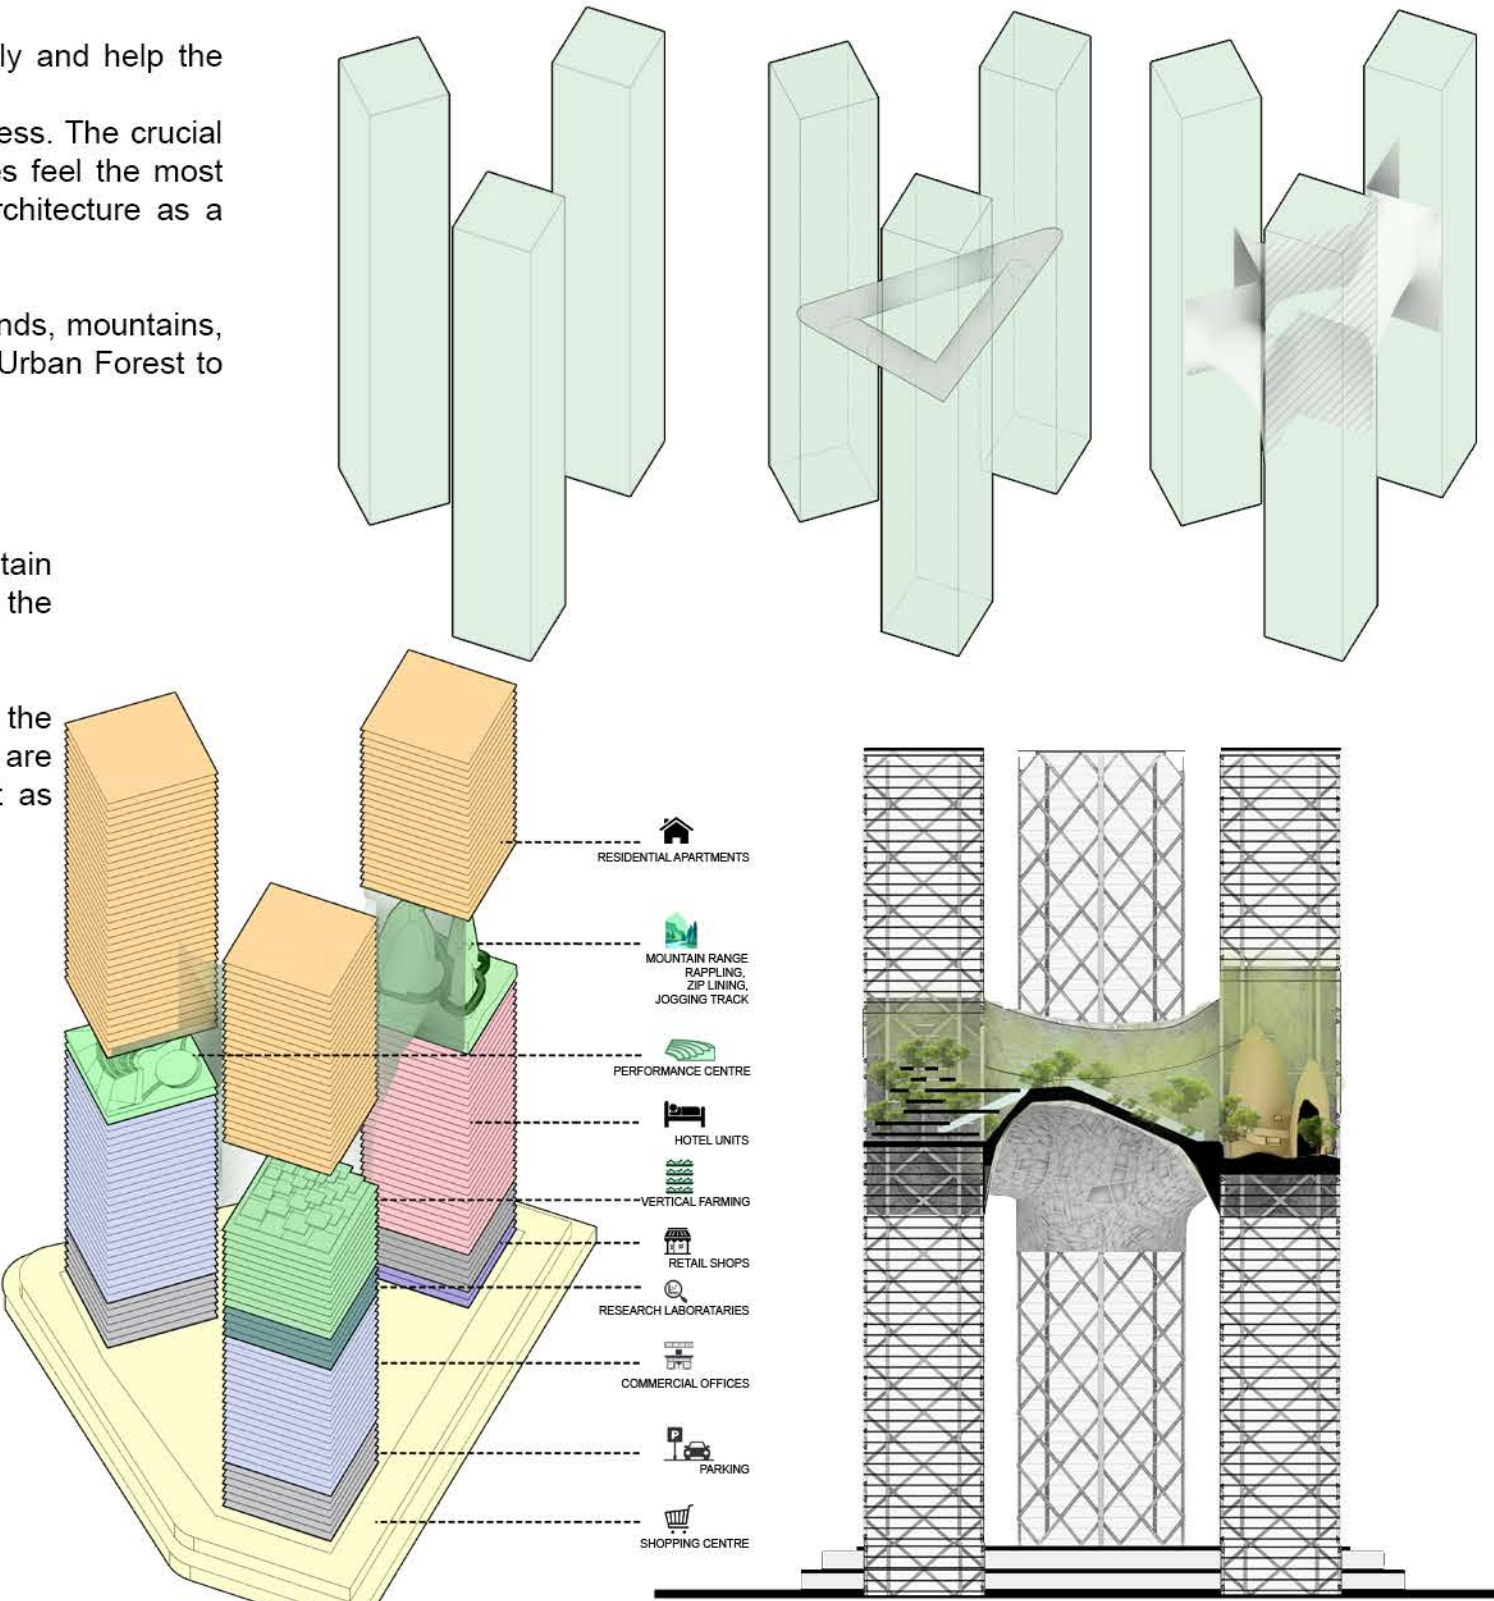 ly and help the
ess. The crucial
es feel the most
rchitecture as a
nds, mountains,
Urban Forest to
tain
the
the
are
t as
RESIDENTIAL APARTMENTS
MOUNTAIN RANGE
RAPPLING,
ZIP LINING,
JOGGING TRACK
PERFORMANCE CENTRE
HOTEL UNITS
VERTICAL FARMING
RETAIL SHOPS
RESEARCH LABORATARIES
COMMERCIAL OFFICES
P
PARKING
SHOPPING CENTRE